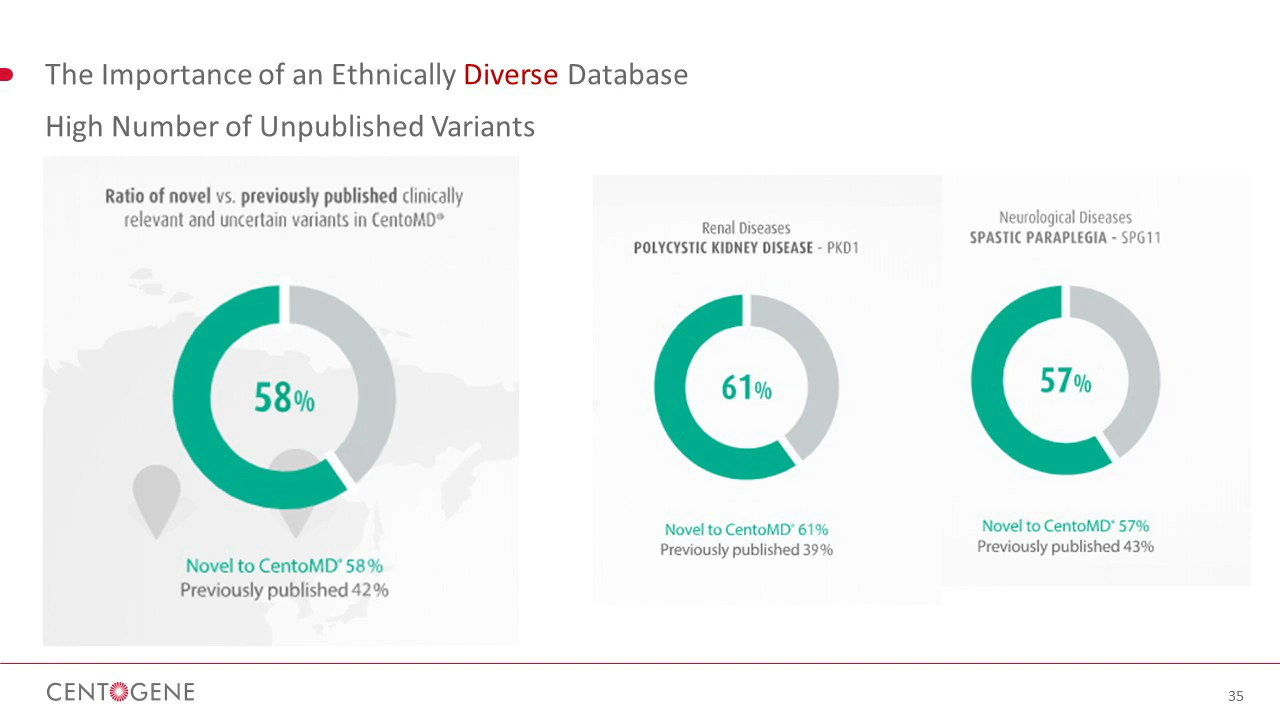 The Importance of an Ethnically Diverse Database
High Number of Unpublished Variants
Ratio of novel vs. previously published clinically
relevant and uncertain variants in CentoMD®
58%
Novel to CentoMD® 58%
Previously published 42%
Renal Diseases
POLYCYSTIC KIDNEY DISEASE - PKD1
61%
Novel to CentoMD® 61%
Previously published 39%
Neurological Diseases
SPASTIC PARAPLEGIA - SPG11
57%
Novel to CentoMD® 57%
Previously published 43%
CENTOGENE
35